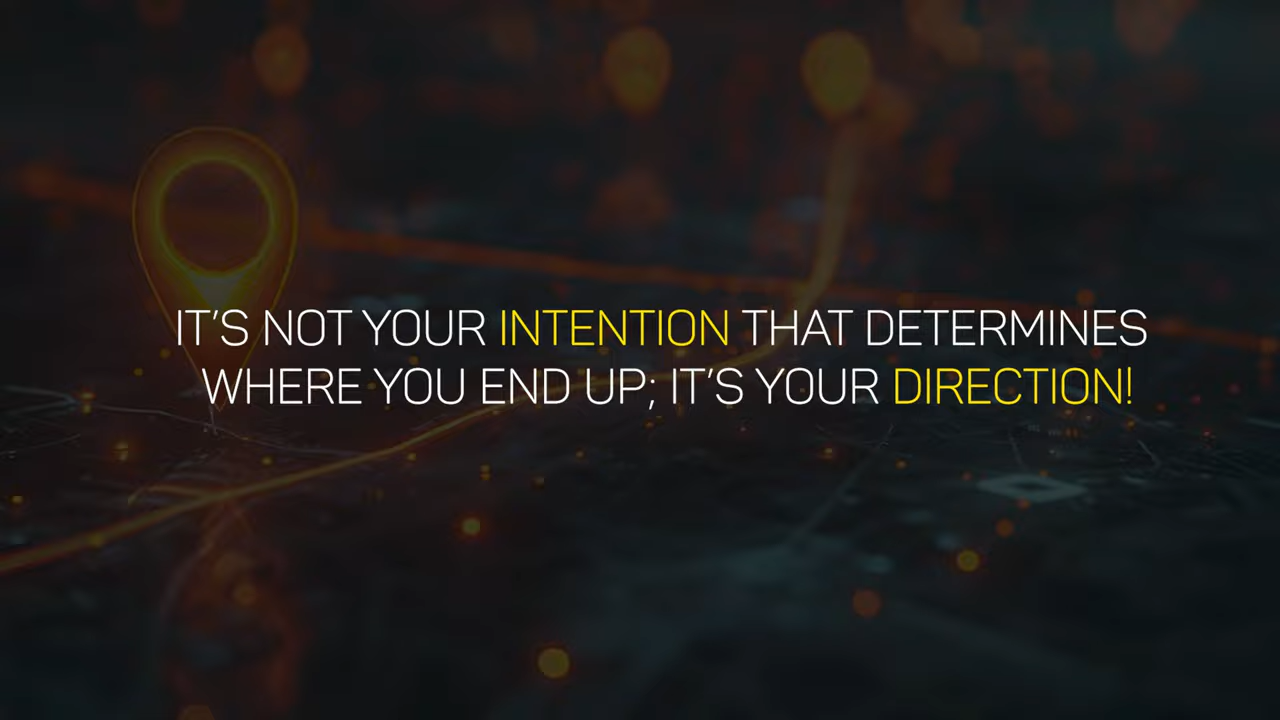 IT'S NOT YOUR INTENTION THAT DETERMINES
WHERE YOU END UP; IT'S YOUR DIRECTION!